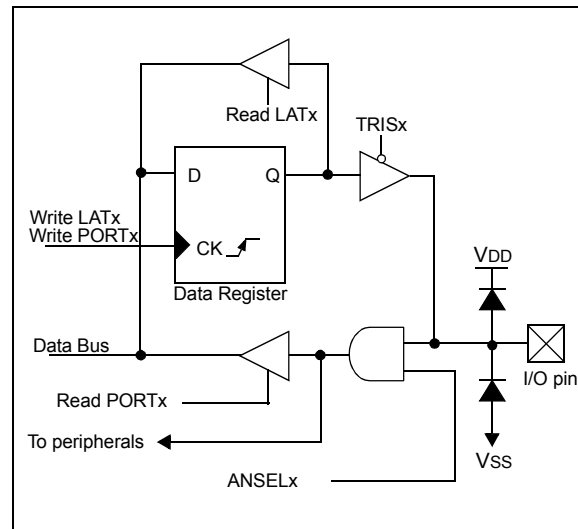 Read LATx
TRISx
D
Q
Write LATx
Write PORTx
CK
VDD
Data Register
Data Bus
I/O pin
Read PORTx
To peripherals
VSS
ANSELx